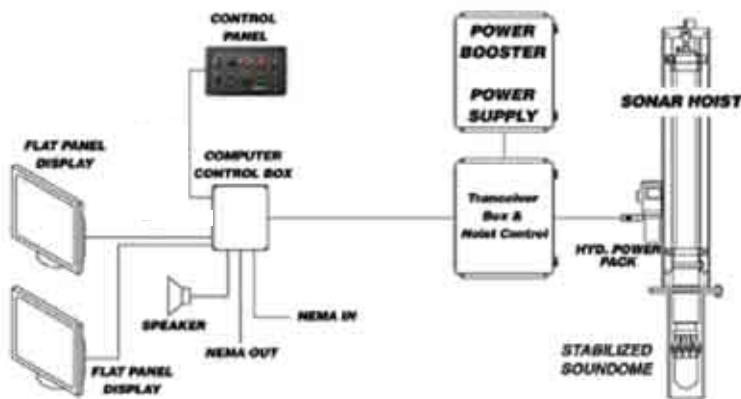 CONTROL
PANEL
POWER
BOOSTER
POWER
SUPPLY
SONAR HOIST
FLAT PANEL
DISPLAY
COMPUTER
CONTROL BOX
Tranceiver
Box &
Hoist Control
HYD. POWER
PACK
SPEAKER
NEMA IN
NEMA OUT
FLAT PANEL
DISPLAY
STABILIZED
SOUNDOME